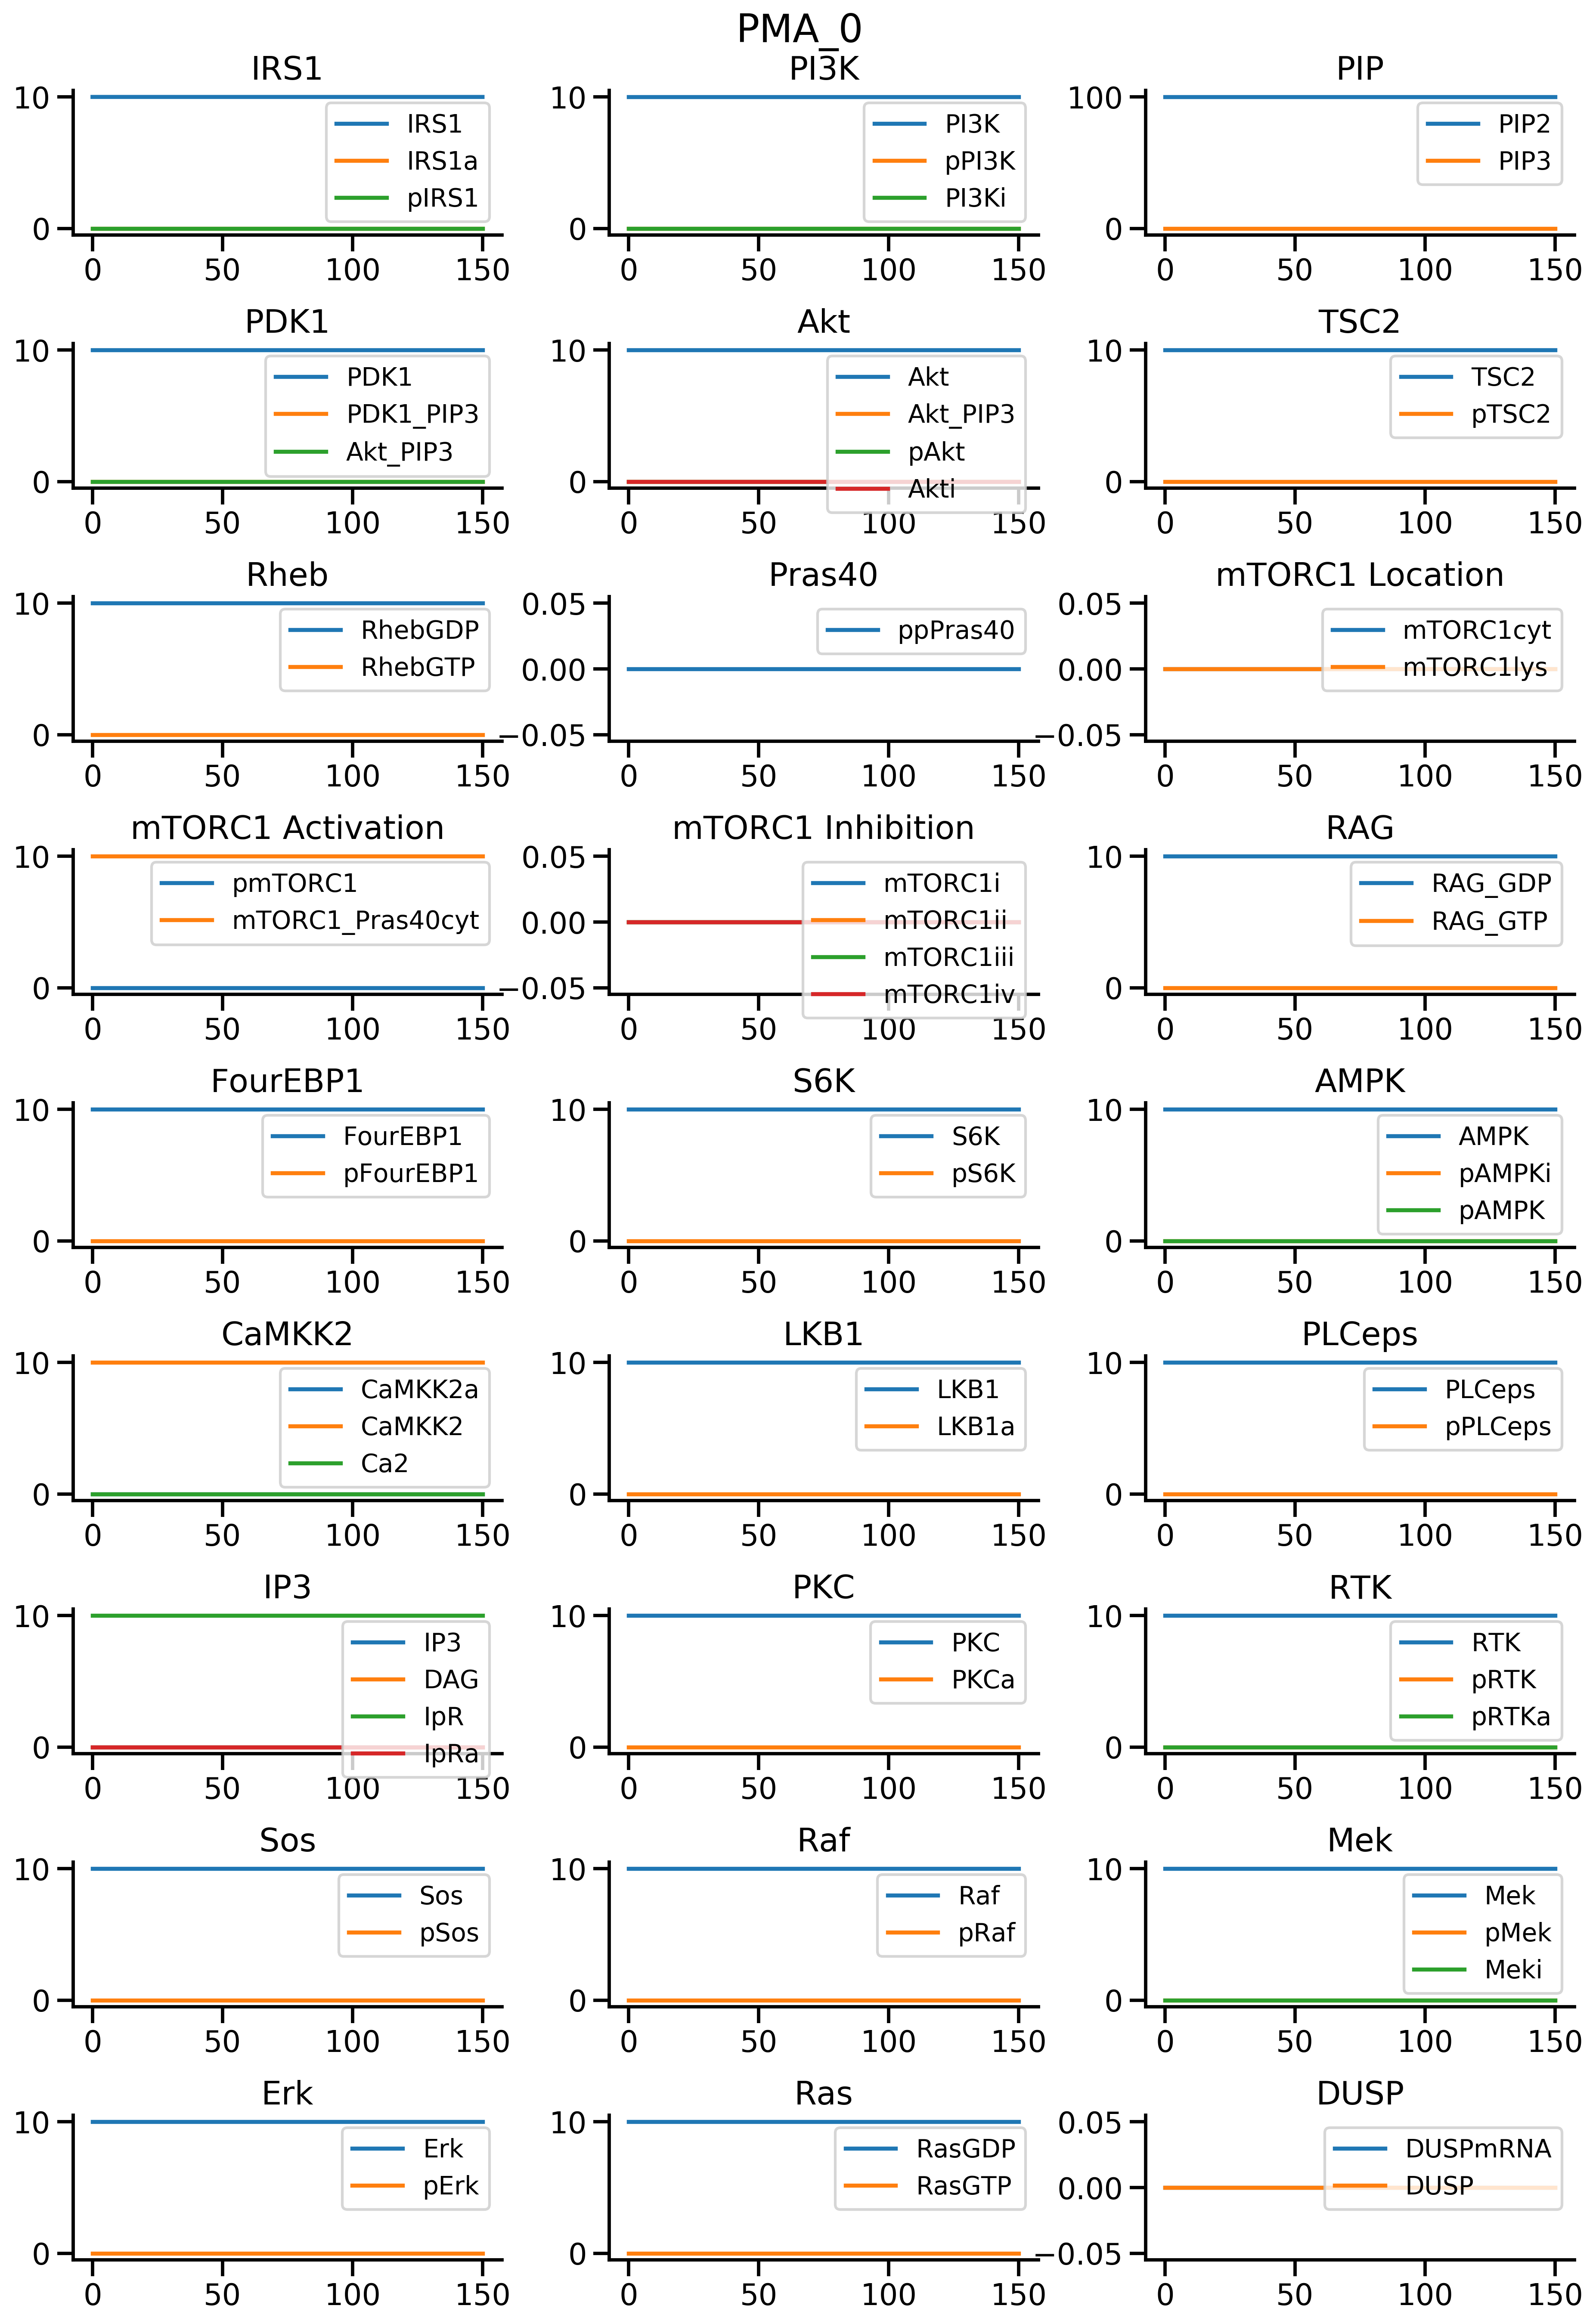 PMA_0
IRS1
10
0
0 50 100 150
IRS1
IRS1a
pIRS1
PI3K
10
0
0 50 100 150
PI3K
pPI3K
PI3Ki
PIP
100
0
0 50 100 150
PIP2
PIP3
PDK1
10
0
0 50 100 150
PDK1
PDK1_PIP3
Akt_PIP3
Akt
10
0
0 50 100 150
Akt
Akt_PIP3
pAkt
Akti
TSC2
10
0
0 50 100 150
TSC2
pTSC2
Rheb
10
0
0 50 100 150
RhebGDP
RhebGTP
Pras40
0.05
0.00
−0.05
0 50 100 150
ppPras40
mTORC1 Location
0.05
0.00
−0.05
0 50 100 150
mTORC1cyt
mTORC1lys
mTORC1 Activation
10
0
0 50 100 150
pmTORC1
mTORC1_Pras40cyt
mTORC1 Inhibition
0.05
0.00
−0.05
0 50 100 150
mTORC1i
mTORC1ii
mTORC1iii
mTORC1iv
RAG
10
0
0 50 100 150
RAG_GDP
RAG_GTP
FourEBP1
10
0
0 50 100 150
FourEBP1
pFourEBP1
S6K
10
0
0 50 100 150
S6K
pS6K
AMPK
10
0
0 50 100 150
AMPK
pAMPKi
pAMPK
CaMKK2
10
0
0 50 100 150
CaMKK2a
CaMKK2
Ca2
LKB1
10
0
0 50 100 150
LKB1
LKB1a
PLCeps
10
0
0 50 100 150
PLCeps
pPLCeps
IP3
10
0
0 50 100 150
IP3
DAG
IpR
IpRa
PKC
10
0
0 50 100 150
PKC
PKCa
RTK
10
0
0 50 100 150
RTK
pRTK
pRTKa
Sos
10
0
0 50 100 150
Sos
pSos
Raf
10
0
0 50 100 150
Raf
pRaf
Mek
10
0
0 50 100 150
Mek
pMek
Meki
Erk
10
0
0 50 100 150
Erk
pErk
Ras
10
0
0 50 100 150
RasGDP
RasGTP
DUSP
0.05
0.00
−0.05
0 50 100 150
DUSPmRNA
DUSP